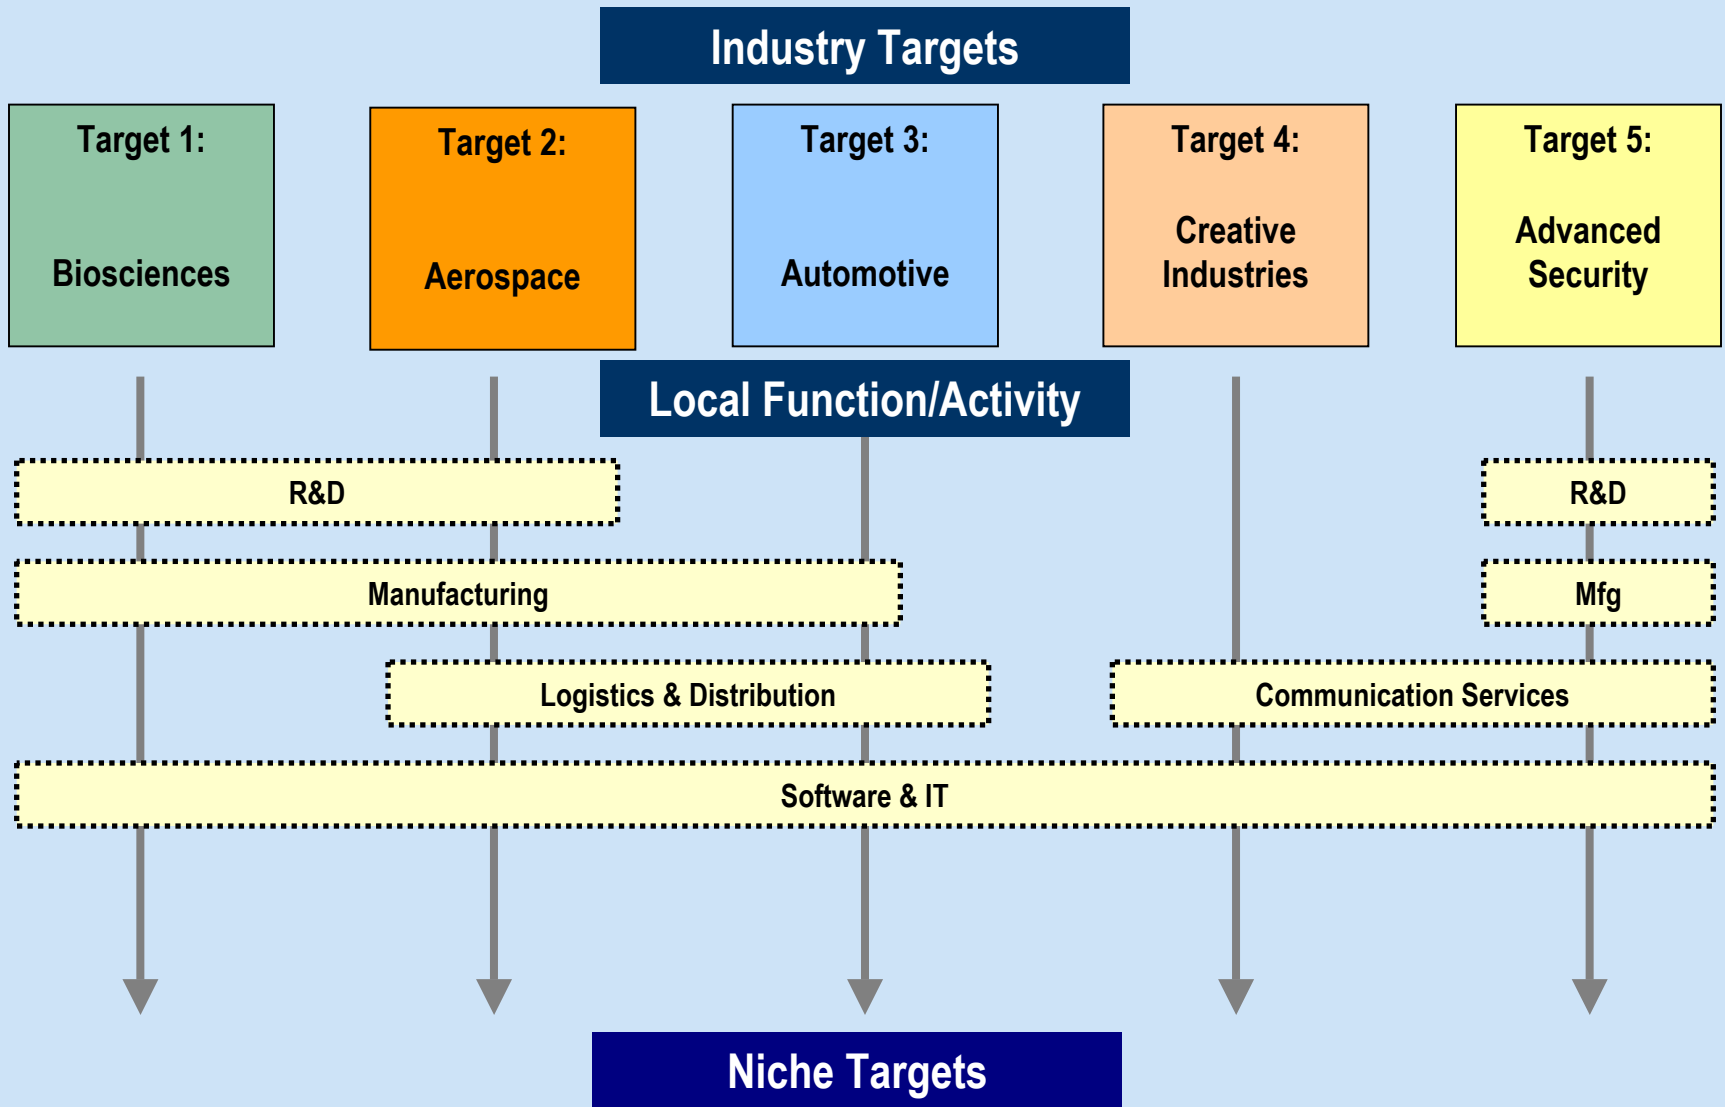 Industry Targets
Target 1:
Biosciences
Target 2:
Aerospace
Target 3:
Automotive
Target 4:
Creative
Industries
Target 5:
Advanced
Security
Local Function/Activity
R&D
R&D
Manufacturing
Mfg
Logistics & Distribution
Communication Services
Software & IT
Niche Targets